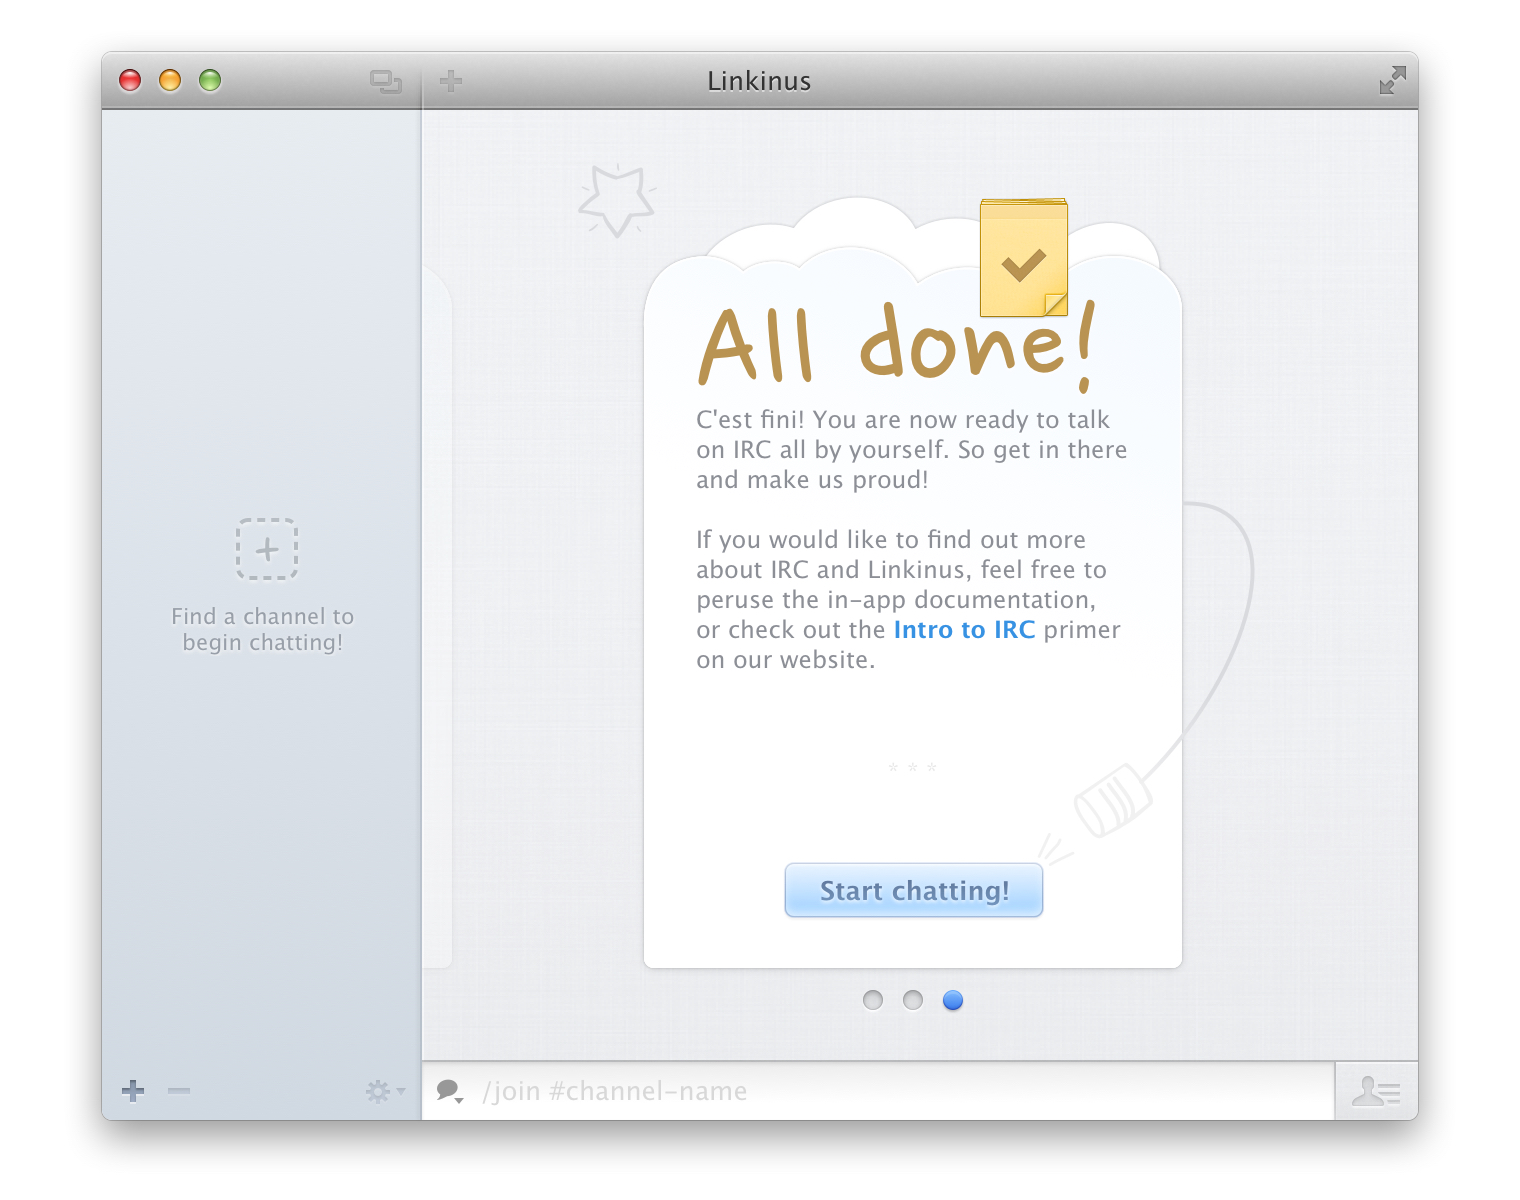 Linkinus
Find a channel to
begin chatting!
All done!
C'est fini! You are now ready to talk
on IRC all by yourself. So get in there
and make us proud!
If you would like to find out more
about IRC and Linkinus, feel free to
peruse the in-app documentation,
or check out the Intro to IRC primer
on our website.
* * *
Start chatting!
/join #channel-name